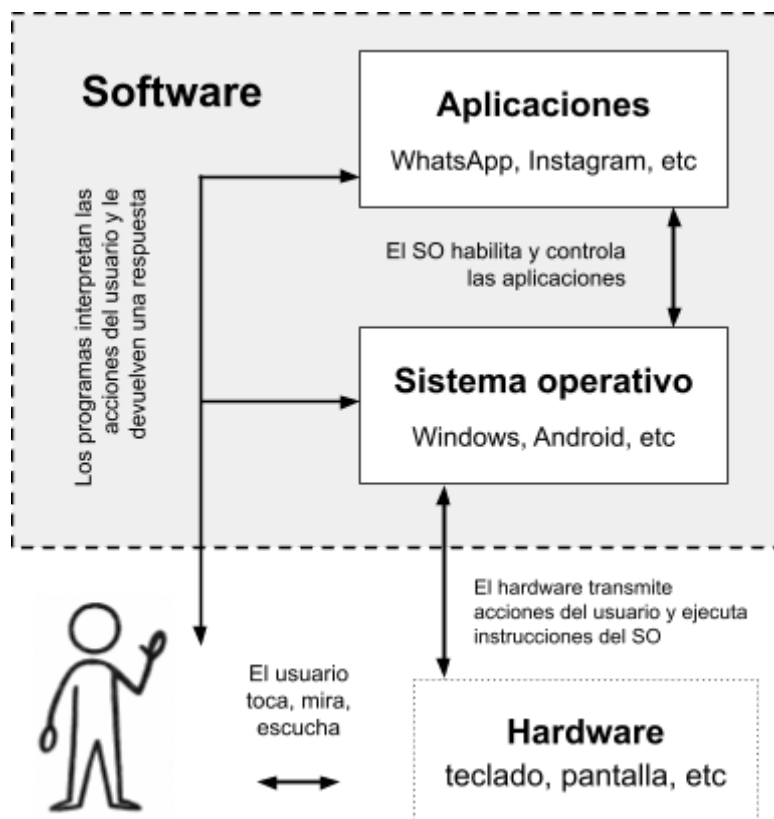 Software
Aplicaciones
WhatsApp, Instagram, etc
Los programas interpretan las
acciones del usuario y le
devuelven una respuesta
El SO habilita y controla
las aplicaciones
Sistema operativo
Windows, Android, etc
El hardware transmite
acciones del usuario y ejecuta
instrucciones del SO
El usuario
toca, mira,
escucha
Hardware
teclado, pantalla, etc